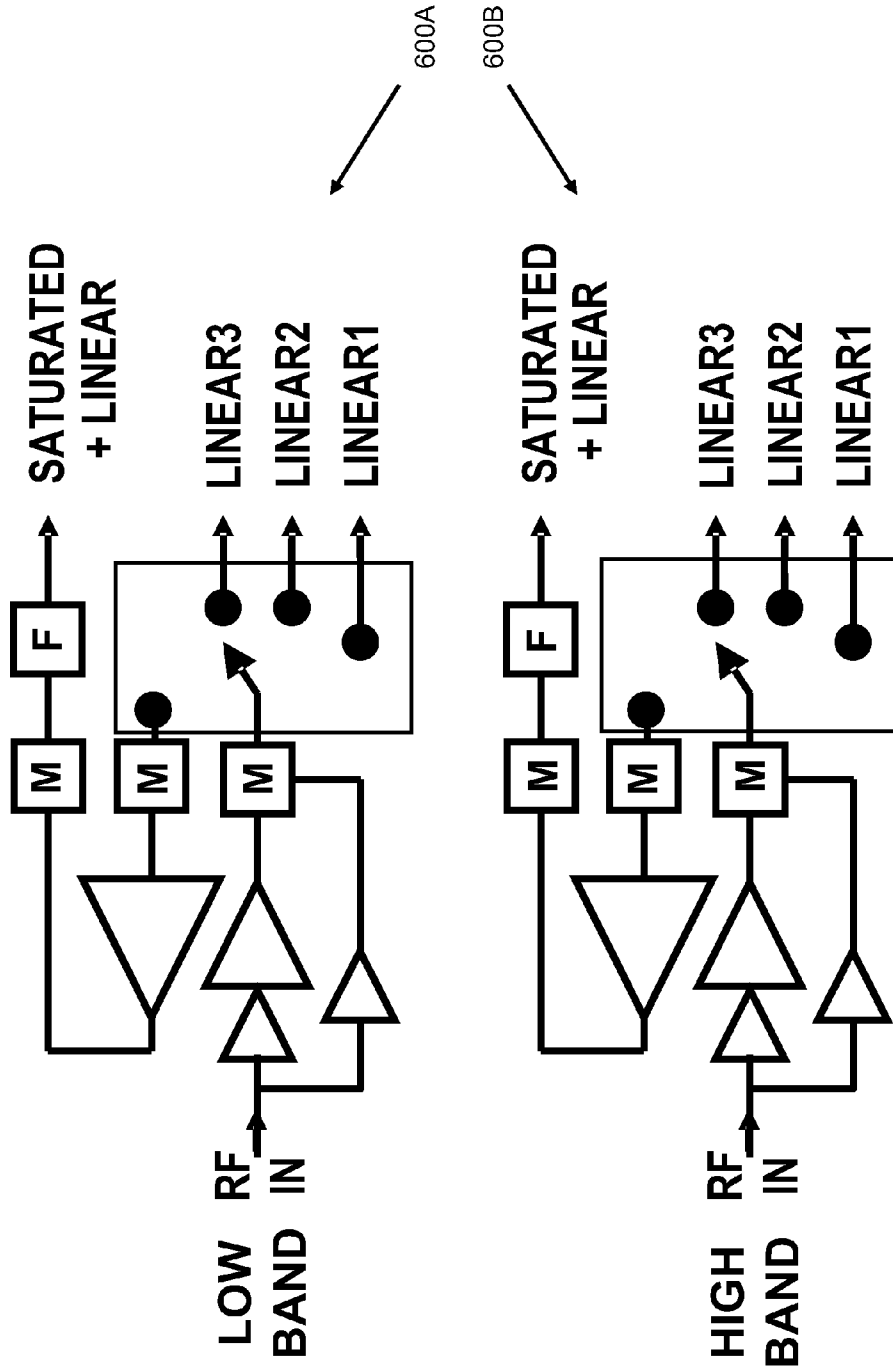 LOW
BAND
RF
IN
M
M
M
F
SATURATED
+ LINEAR
LINEAR3
LINEAR2
LINEAR1
600A
HIGH
BAND
RF
IN
M
M
M
F
SATURATED
+ LINEAR
LINEAR3
LINEAR2
LINEAR1
600B